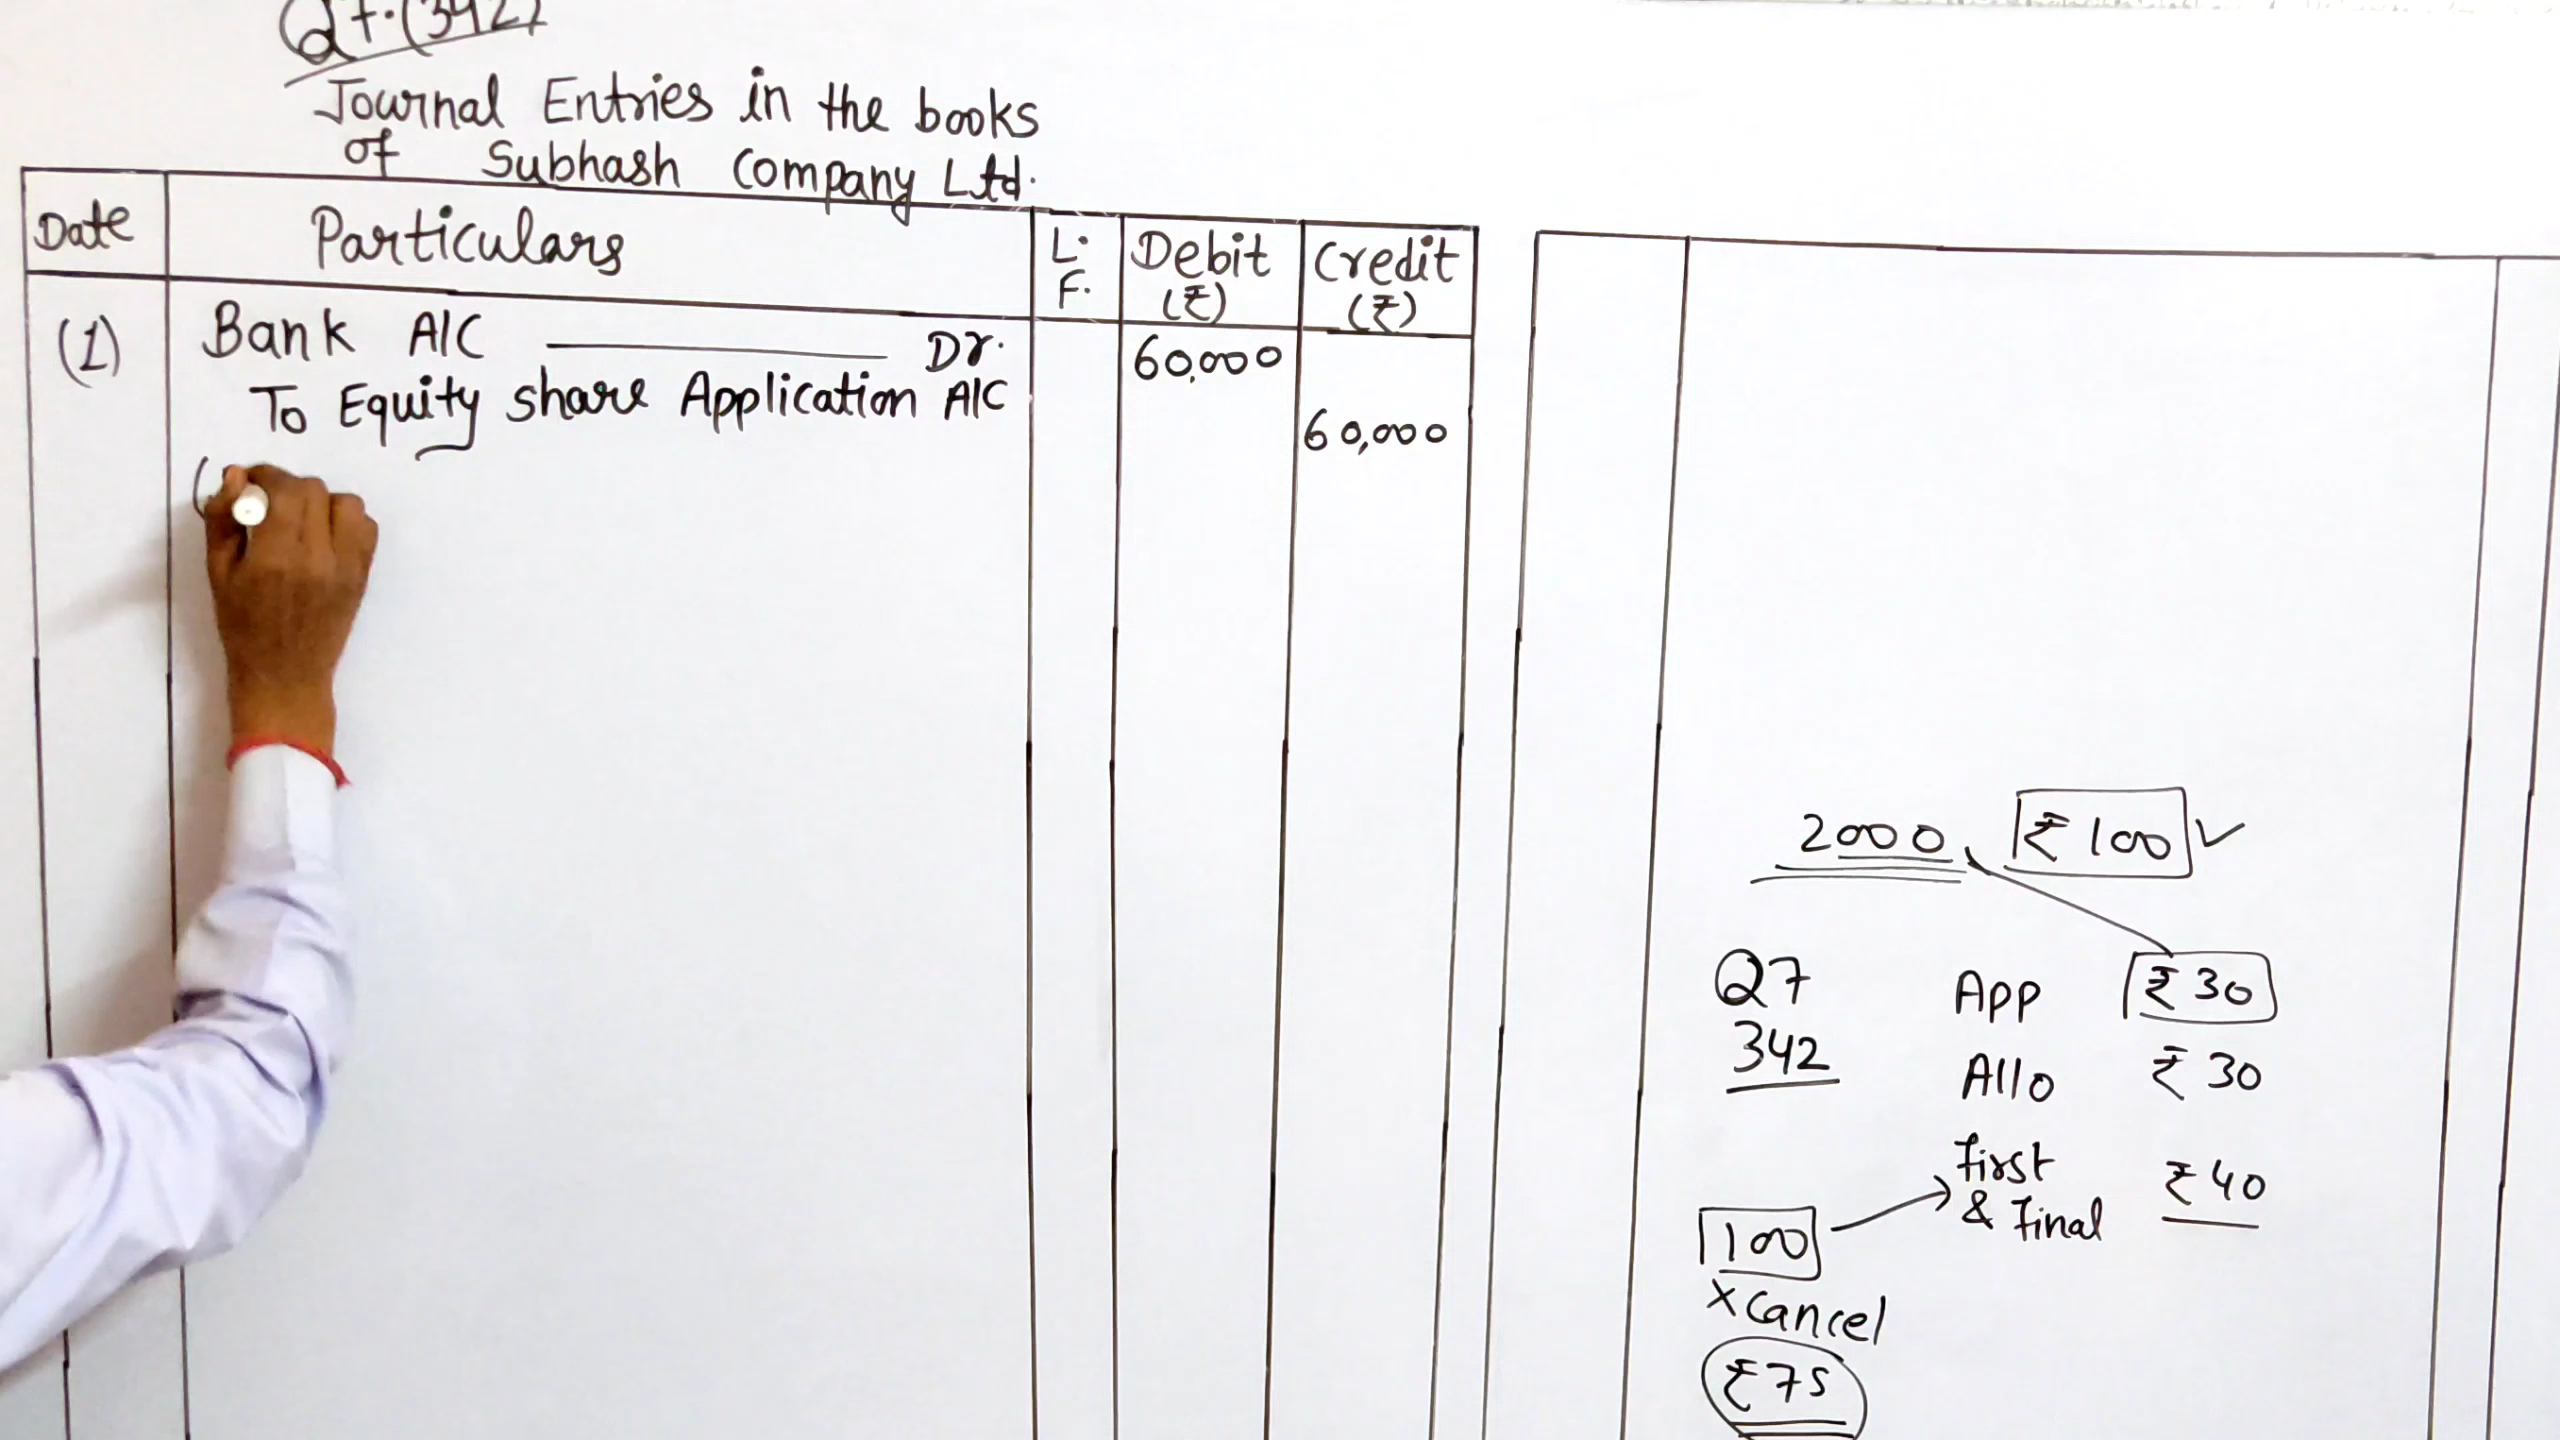 Q7.(342)
Journal Entries in the books
of Subhash Company Ltd.
Date Particulars L. F. Debit (₹) Credit (₹)
(1) Bank A/C Dr. 60,000
To Equity share Application A/C 60,000
(
2000 ₹ 100 ✓
Q7 App ₹ 30
342 Allo ₹ 30
first & Final ₹ 40
100
× Cancel
₹75